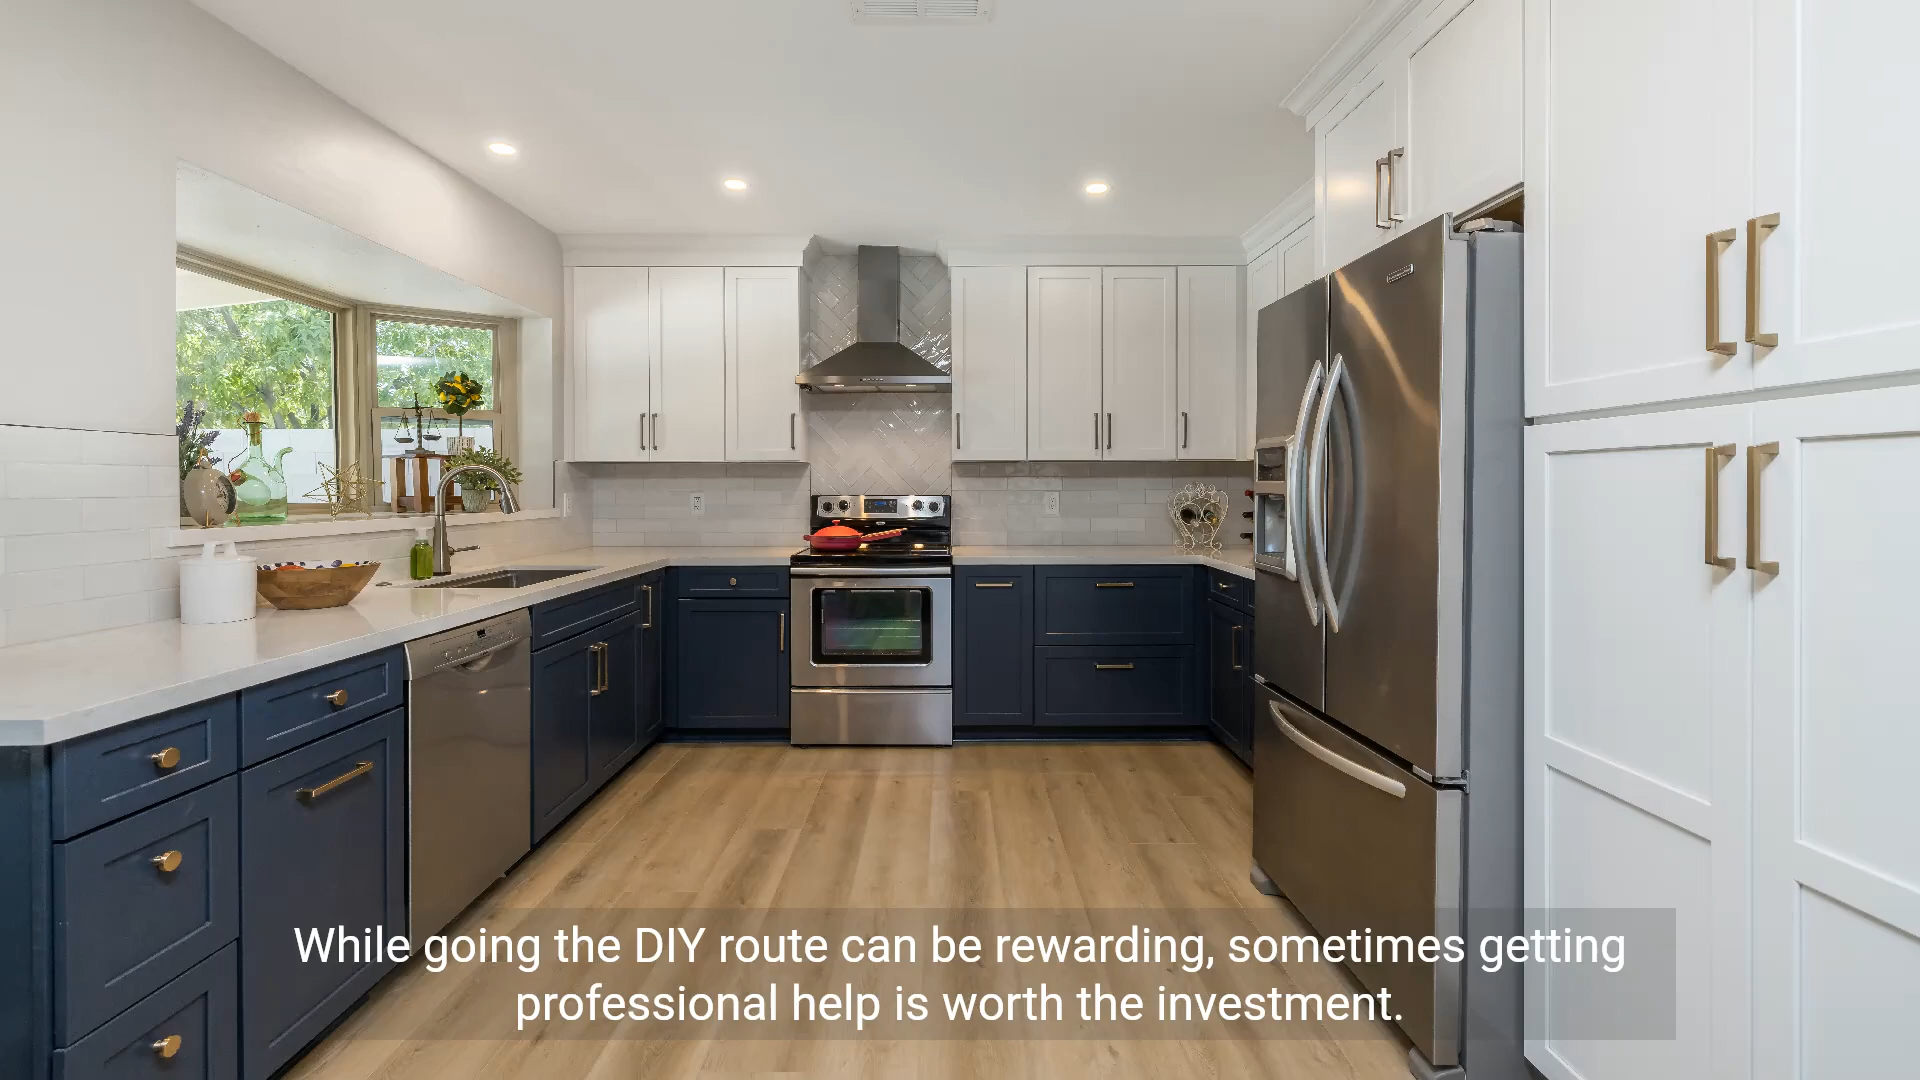 While going the DIY route can be rewarding, sometimes getting
professional help is worth the investment.